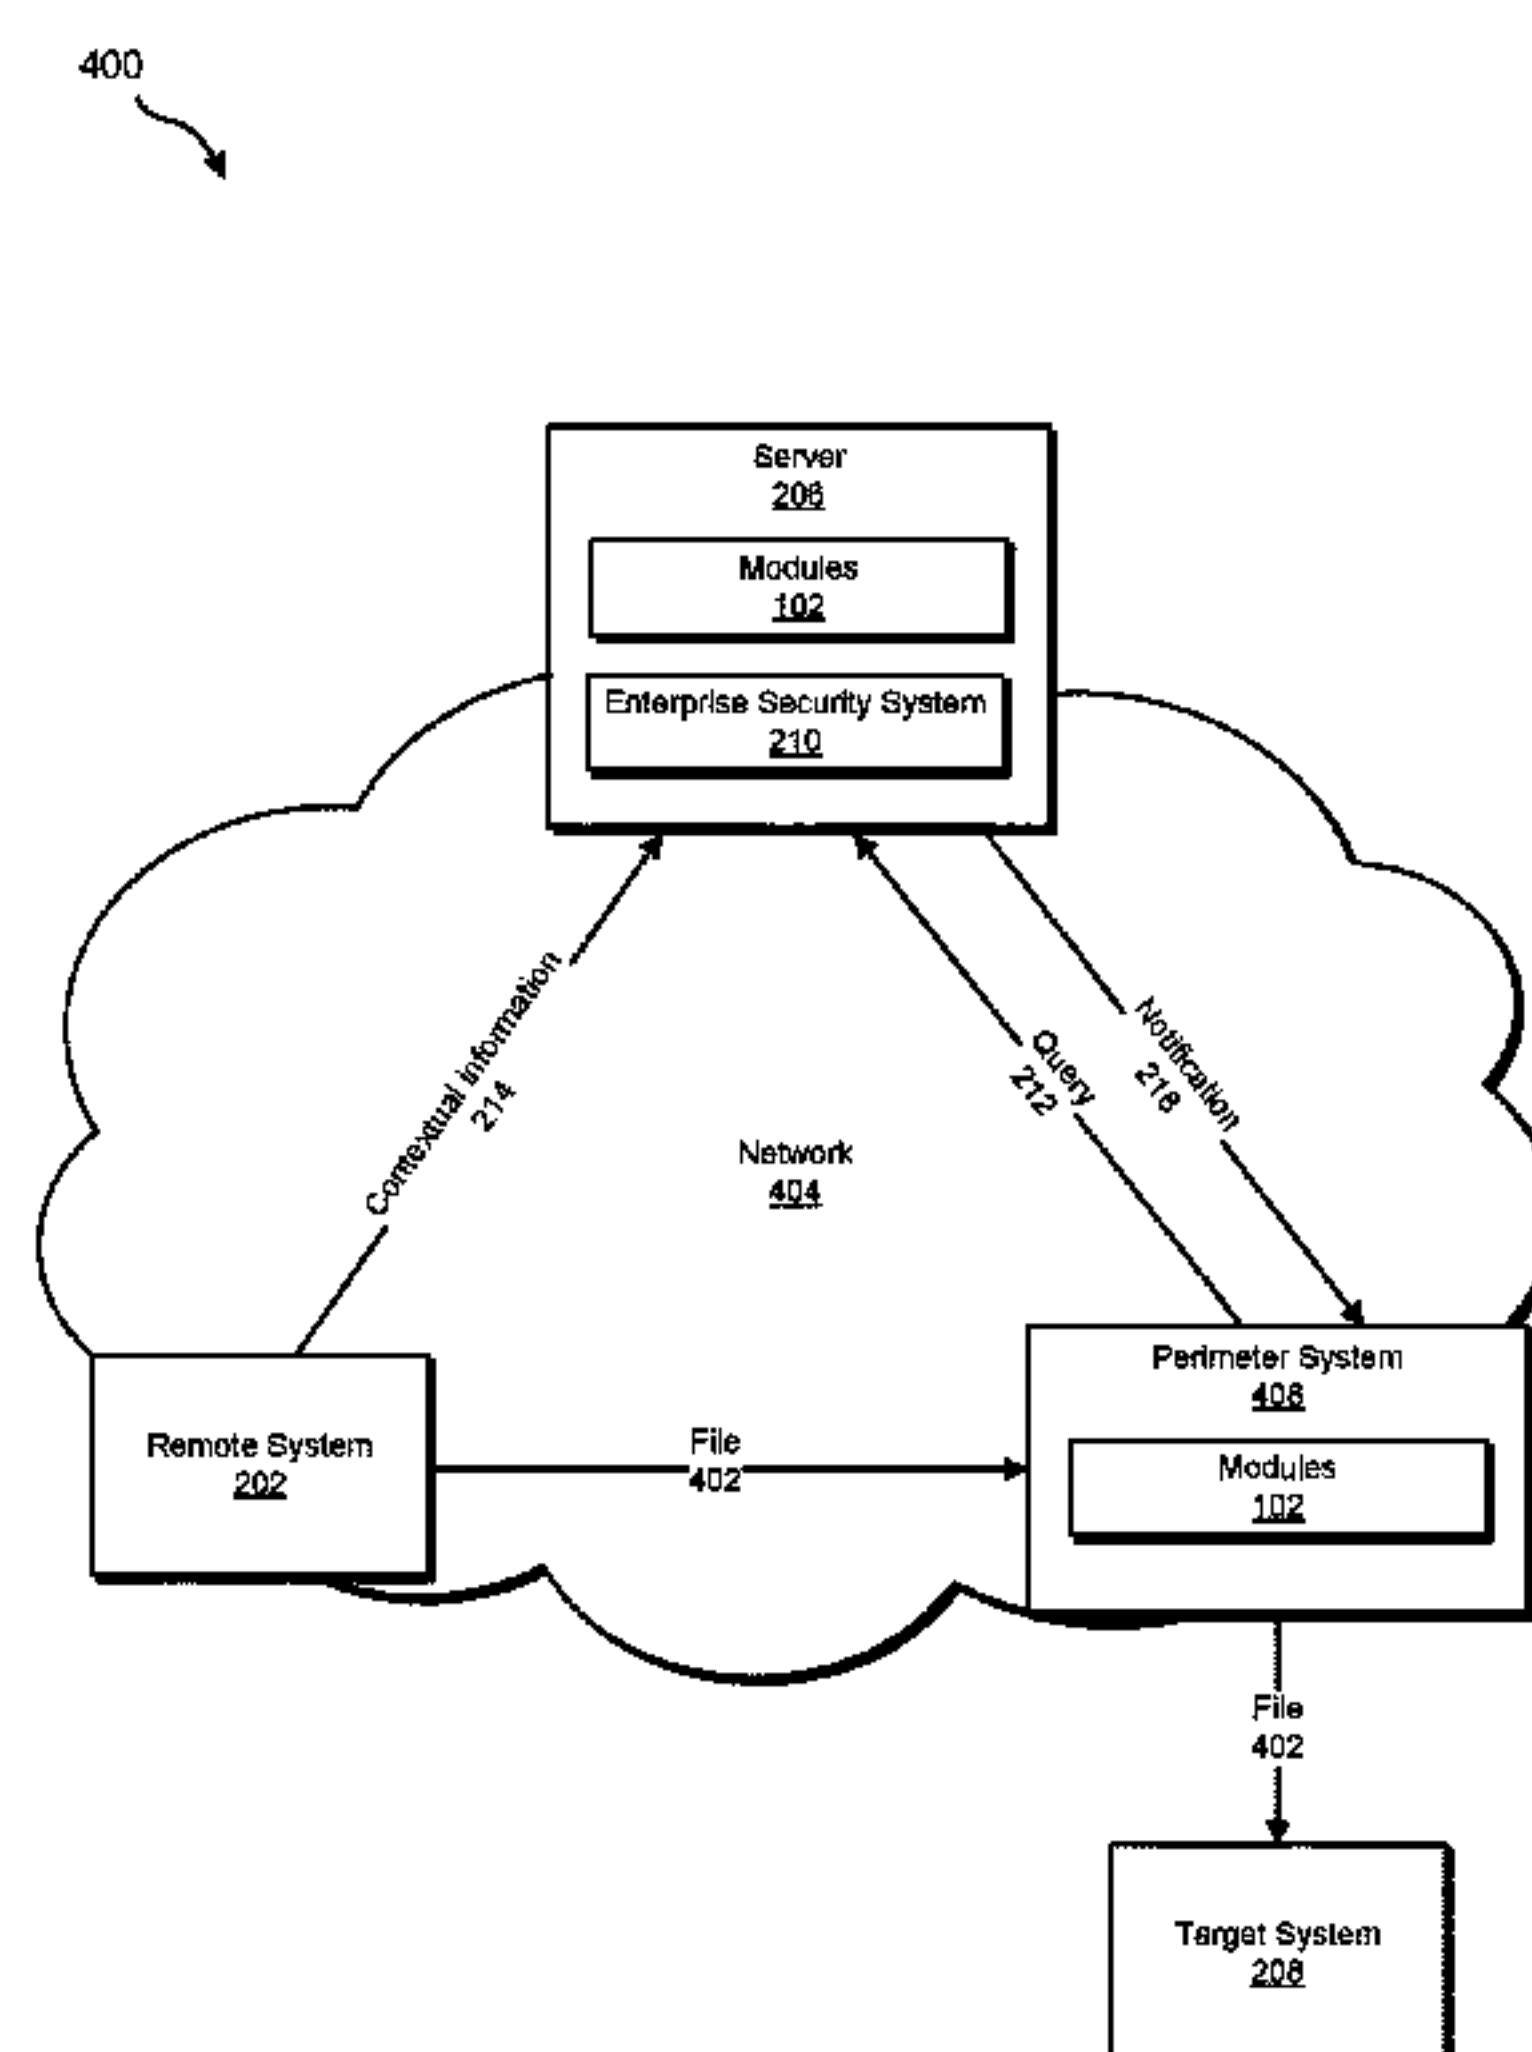 400
Server
206
Modules
102
Enterprise Security System
210
Contextual Information
214
Query
212
Notification
216
Network
404
Remote System
202
File
402
Perimeter System
406
Modules
102
File
402
Target System
208